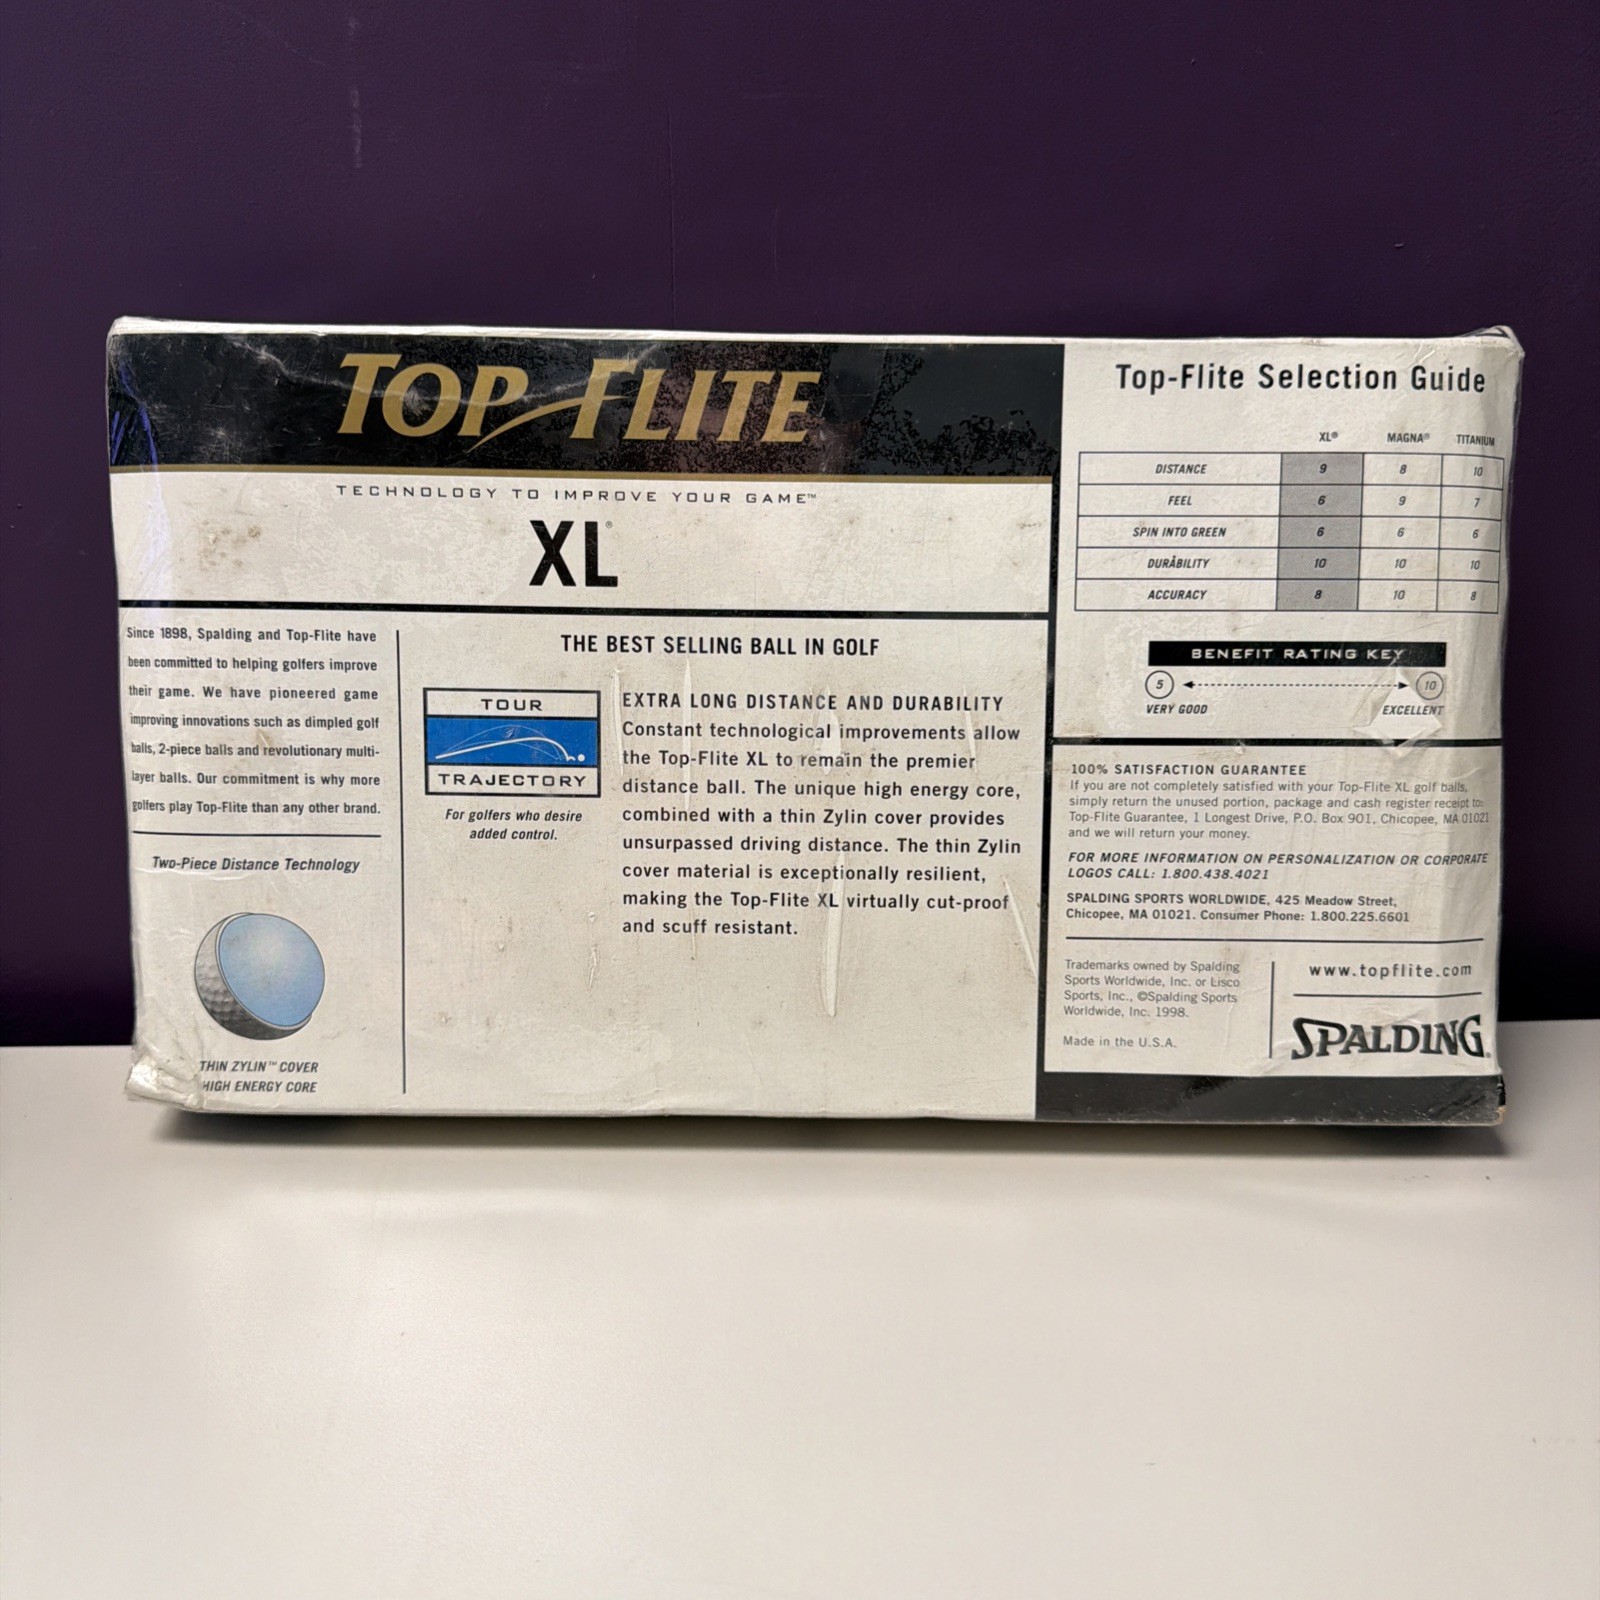 TOP-FLITE
TECHNOLOGY TO IMPROVE YOUR GAME™
XL®
Since 1898, Spalding and Top-Flite have
been committed to helping golfers improve
their game. We have pioneered game
improving innovations such as dimpled golf
balls, 2-piece balls and revolutionary multi-
layer balls. Our commitment is why more
golfers play Top-Flite than any other brand.
Two-Piece Distance Technology
THIN ZYLIN™ COVER
HIGH ENERGY CORE
THE BEST SELLING BALL IN GOLF
TOUR
TRAJECTORY
For golfers who desire
added control.
EXTRA LONG DISTANCE AND DURABILITY
Constant technological improvements allow
the Top-Flite XL to remain the premier
distance ball. The unique high energy core,
combined with a thin Zylin cover provides
unsurpassed driving distance. The thin Zylin
cover material is exceptionally resilient,
making the Top-Flite XL virtually cut-proof
and scuff resistant.
Top-Flite Selection Guide
XL® MAGNA® TITANIUM
DISTANCE 9 8 10
FEEL 6 9 7
SPIN INTO GREEN 6 6 6
DURABILITY 10 10 10
ACCURACY 8 10 8
BENEFIT RATING KEY
5 10
VERY GOOD EXCELLENT
100% SATISFACTION GUARANTEE
If you are not completely satisfied with your Top-Flite XL golf balls,
simply return the unused portion, package and cash register receipt to:
Top-Flite Guarantee, 1 Longest Drive, P.O. Box 901, Chicopee, MA 01021
and we will return your money.
FOR MORE INFORMATION ON PERSONALIZATION OR CORPORATE
LOGOS CALL: 1.800.438.4021
SPALDING SPORTS WORLDWIDE, 425 Meadow Street,
Chicopee, MA 01021. Consumer Phone: 1.800.225.6601
Trademarks owned by Spalding
Sports Worldwide, Inc. or Lisco
Sports, Inc., ©Spalding Sports
Worldwide, Inc. 1998.
Made in the U.S.A.
www.topflite.com
SPALDING®